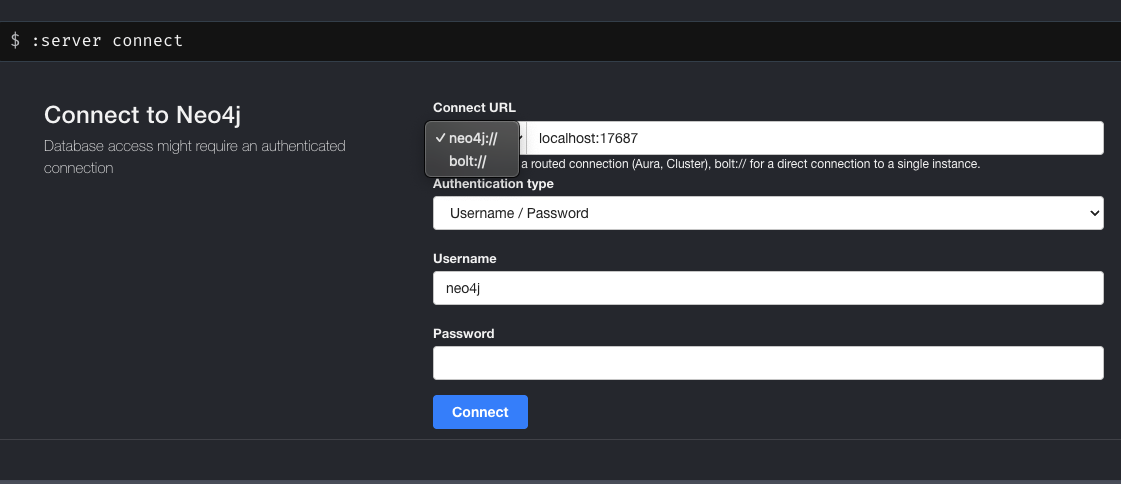 $ :server connect
Connect to Neo4j
Database access might require an authenticated
connection
Connect URL
✓ neo4j://
bolt://
localhost:17687
a routed connection (Aura, Cluster), bolt:// for a direct connection to a single instance.
Authentication type
Username / Password
Username
neo4j
Password
Connect